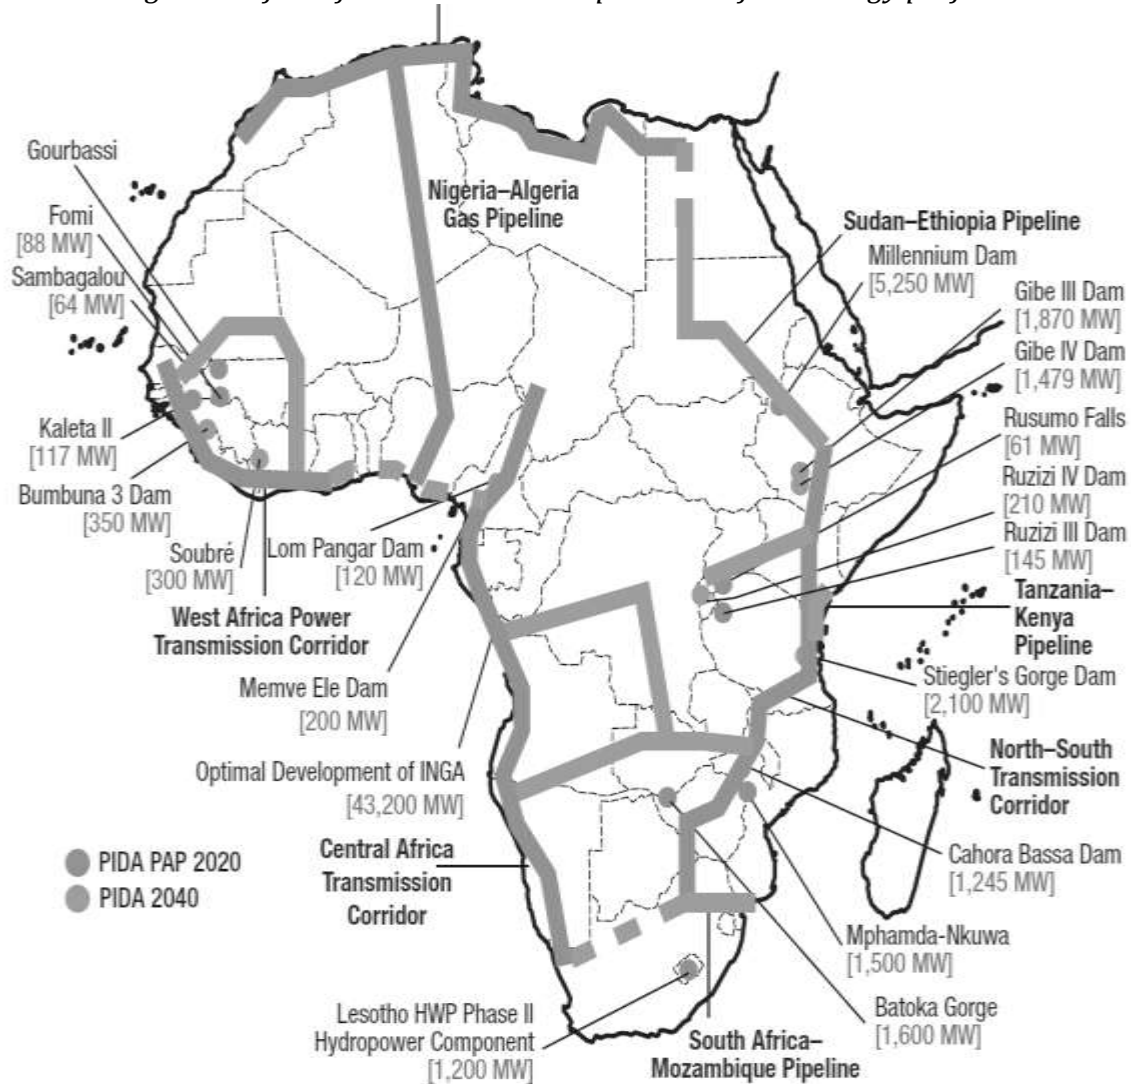 Gourbassi
Fomi
[88 MW]
Sambagalou
[64 MW]
Kaleta II
[117 MW]
Bumbuna 3 Dam
[350 MW]
Soubré
[300 MW]
Lom Pangar Dam
[120 MW]
West Africa Power
Transmission Corridor
Memve Ele Dam
[200 MW]
Optimal Development of INGA
[43,200 MW]
Central Africa
Transmission
Corridor
PIDA PAP 2020
PIDA 2040
Lesotho HWP Phase II
Hydropower Component
[1,200 MW]
Nigeria–Algeria
Gas Pipeline
Sudan–Ethiopia Pipeline
Millennium Dam
[5,250 MW]
Gibe III Dam
[1,870 MW]
Gibe IV Dam
[1,479 MW]
Rusumo Falls
[61 MW]
Ruzizi IV Dam
[210 MW]
Ruzizi III Dam
[145 MW]
Tanzania–
Kenya
Pipeline
Stiegler's Gorge Dam
[2,100 MW]
North–South
Transmission
Corridor
Cahora Bassa Dam
[1,245 MW]
Mphamda-Nkuwa
[1,500 MW]
Batoka Gorge
[1,600 MW]
South Africa–
Mozambique Pipeline